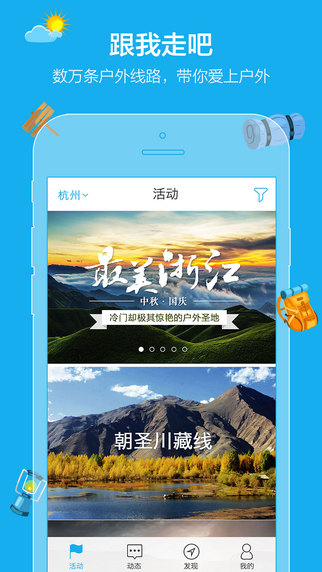 跟我走吧
数万条户外线路，带你爱上户外
杭州
活动
最美浙江
中秋·国庆
冷门却极其惊艳的户外圣地
朝圣川藏线
活动
动态
发现
我的